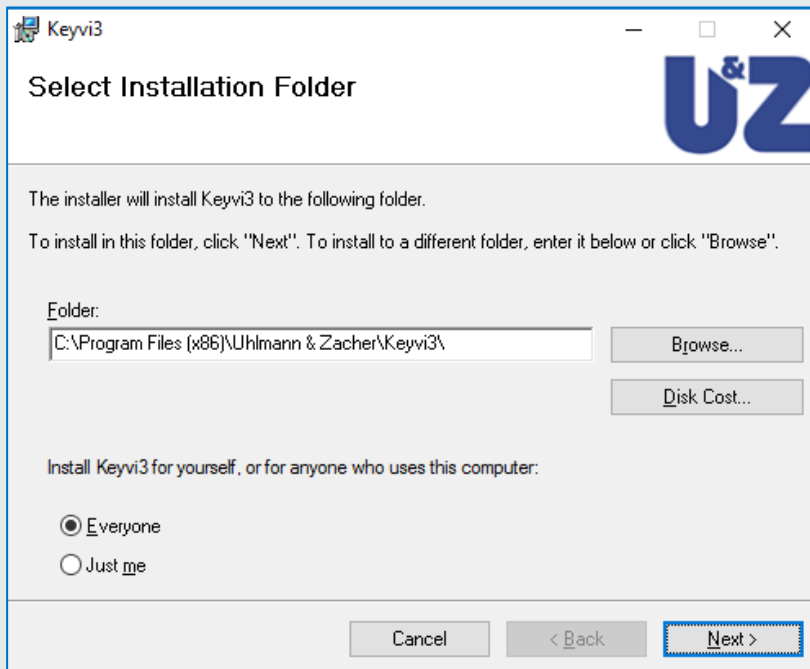 Keyvi3
Select Installation Folder
U&Z
The installer will install Keyvi3 to the following folder.
To install in this folder, click "Next". To install to a different folder, enter it below or click "Browse".
Folder:
C:\Program Files (x86)\Uhlmann & Zacher\Keyvi3\
Browse...
Disk Cost...
Install Keyvi3 for yourself, or for anyone who uses this computer:
Everyone
Just me
Cancel
< Back
Next >